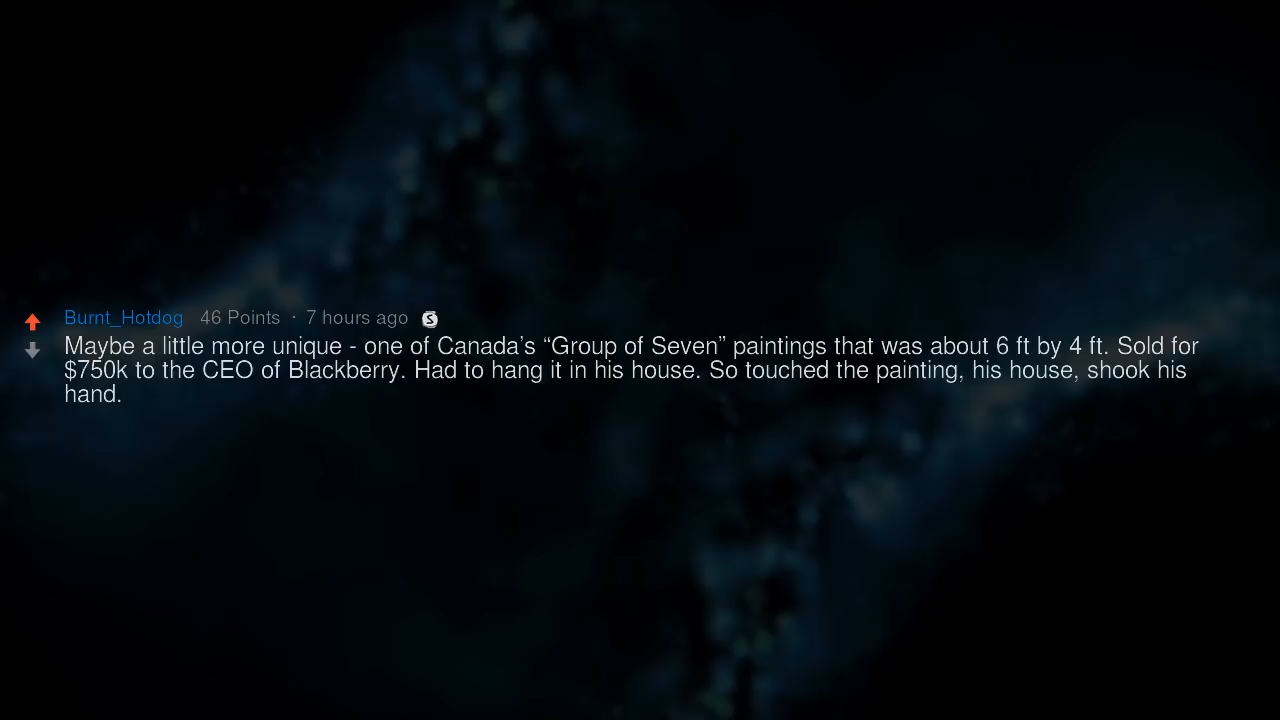 Burnt_Hotdog 46 Points · 7 hours ago S
Maybe a little more unique - one of Canada’s “Group of Seven” paintings that was about 6 ft by 4 ft. Sold for
$750k to the CEO of Blackberry. Had to hang it in his house. So touched the painting, his house, shook his
hand.